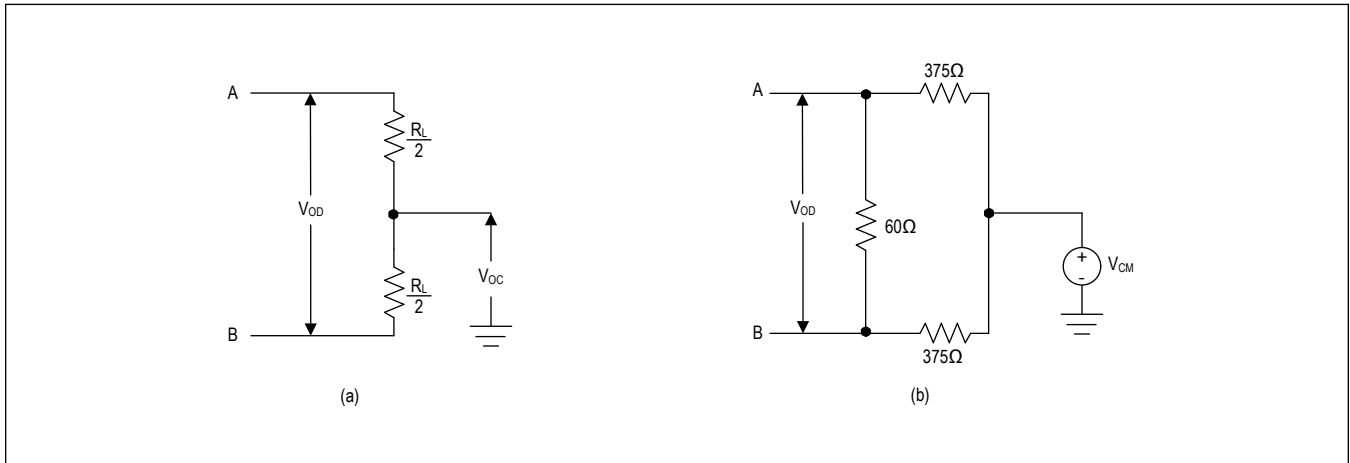 A
R_L
2
V_OD
V_OC
R_L
2
B
(a)
375Ω
A
V_OD
60Ω
+
-
V_CM
B
375Ω
(b)